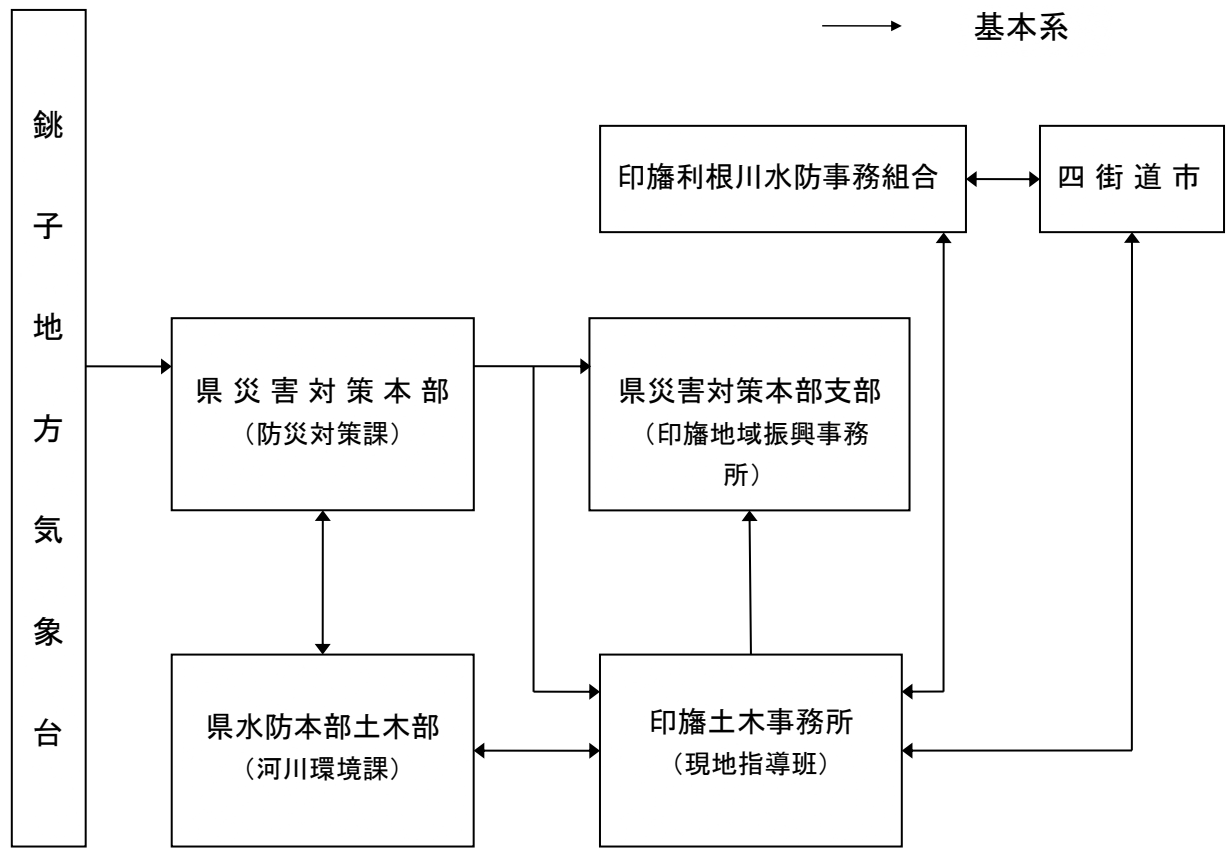 基本系
銚子地方気象台
印旛利根川水防事務組合
四街道市
県災害対策本部
（防災対策課）
県災害対策本部支部
（印旛地域振興事務
所）
県水防本部土木部
（河川環境課）
印旛土木事務所
（現地指導班）